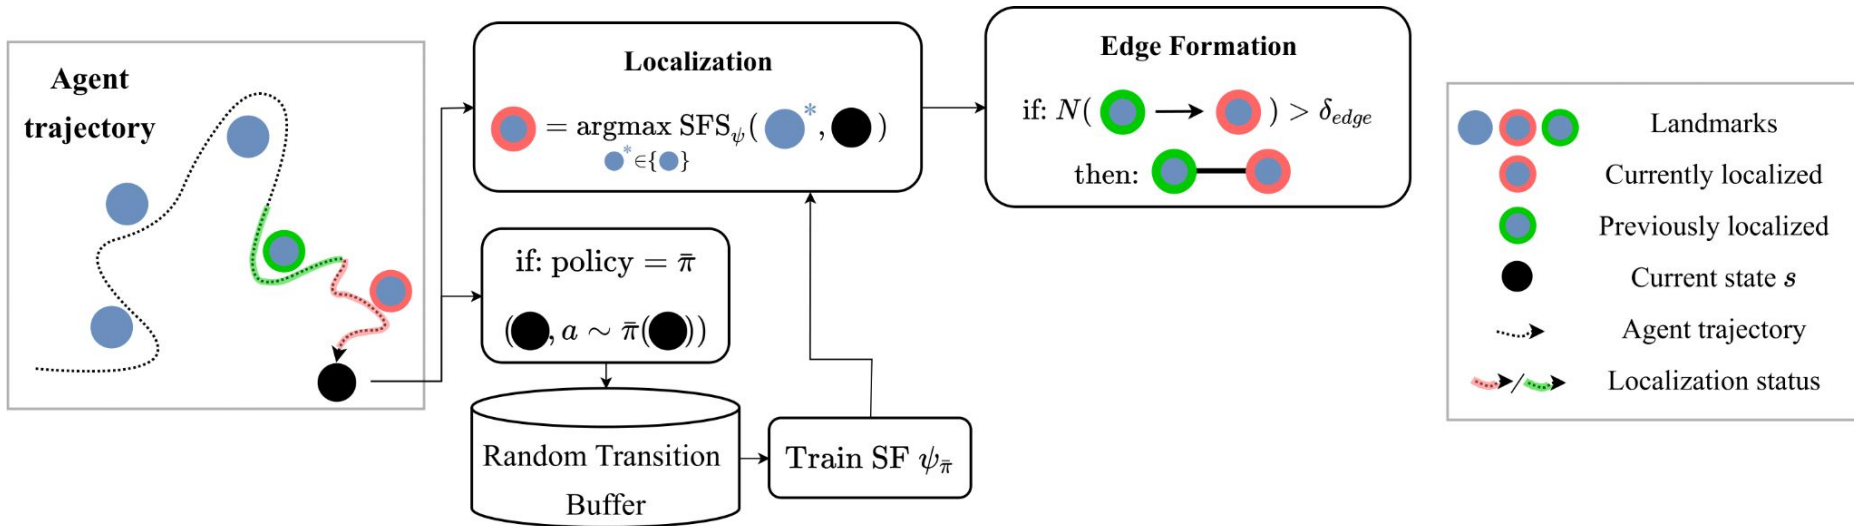 Agent
trajectory
Localization
= argmax SFS_ψ( *, )
*∈{ }
if: policy = π̄
( , a ∼ π̄( ))
Random Transition
Buffer
Train SF ψ_π̄
Edge Formation
if: N( → ) > δ_edge
then:
Landmarks
Currently localized
Previously localized
Current state s
Agent trajectory
/
Localization status